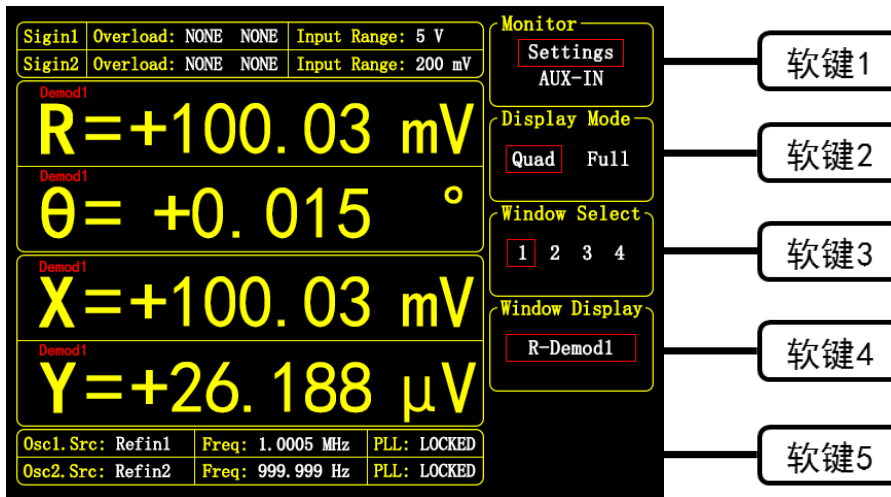 Sigin1 Overload: NONE NONE Input Range: 5 V
Sigin2 Overload: NONE NONE Input Range: 200 mV
Demod1
R=+100.03 mV
Demod1
θ= +0.015 °
Demod1
X=+100.03 mV
Demod1
Y=+26.188 μV
Osc1.Src: Refin1 Freq: 1.0005 MHz PLL: LOCKED
Osc2.Src: Refin2 Freq: 999.999 Hz PLL: LOCKED
Monitor
Settings
AUX-IN
Display Mode
Quad Full
Window Select
1 2 3 4
Window Display
R-Demod1
软键1
软键2
软键3
软键4
软键5